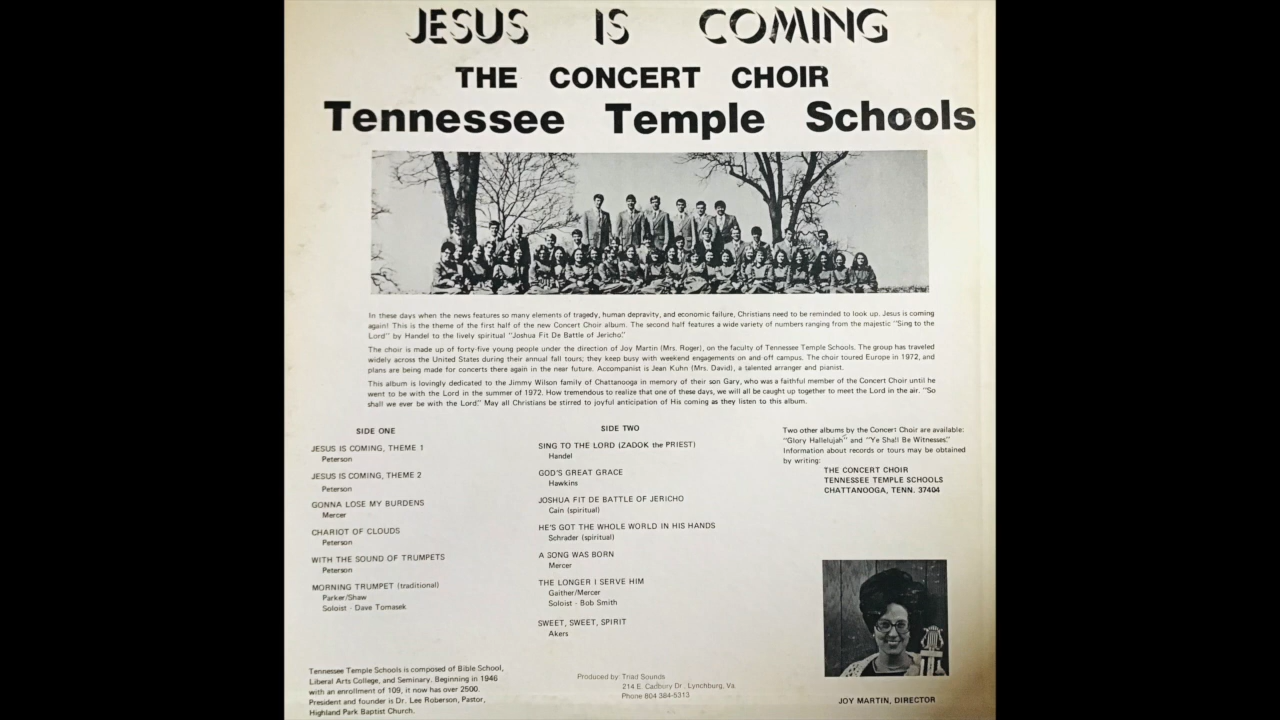 JESUS IS COMING
THE CONCERT CHOIR
Tennessee Temple Schools
In these days when the news features so many elements of tragedy, human depravity, and economic failure, Christians need to be reminded to look up. Jesus is coming
again! This is the theme of the first half of the new Concert Choir album. The second half features a wide variety of numbers ranging from the majestic "Sing to the
Lord" by Handel to the lively spiritual "Joshua Fit De Battle of Jericho."
The choir is made up of forty-five young people under the direction of Joy Martin (Mrs. Roger), on the faculty of Tennessee Temple Schools. The group has traveled
widely across the United States during their annual fall tours; they keep busy with weekend engagements on and off campus. The choir toured Europe in 1972, and
plans are being made for concerts there again in the near future. Accompanist is Jean Kuhn (Mrs. David), a talented arranger and pianist.
This album is lovingly dedicated to the Jimmy Wilson family of Chattanooga in memory of their son Gary, who was a faithful member of the Concert Choir until he
went to be with the Lord in the summer of 1972. How tremendous to realize that one of these days, we will all be caught up together to meet the Lord in the air. "So
shall we ever be with the Lord." May all Christians be stirred to joyful anticipation of His coming as they listen to this album.
SIDE ONE
JESUS IS COMING, THEME 1
Peterson
JESUS IS COMING, THEME 2
Peterson
GONNA LOSE MY BURDENS
Mercer
CHARIOT OF CLOUDS
Peterson
WITH THE SOUND OF TRUMPETS
Peterson
MORNING TRUMPET (traditional)
Parker/Shaw
Soloist - Dave Tomasek
SIDE TWO
SING TO THE LORD (ZADOK the PRIEST)
Handel
GOD'S GREAT GRACE
Hawkins
JOSHUA FIT DE BATTLE OF JERICHO
Cain (spiritual)
HE'S GOT THE WHOLE WORLD IN HIS HANDS
Schrader (spiritual)
A SONG WAS BORN
Mercer
THE LONGER I SERVE HIM
Gaither/Mercer
Soloist - Bob Smith
SWEET, SWEET, SPIRIT
Akers
Two other albums by the Concert Choir are available:
"Glory Hallelujah" and "Ye Shall Be Witnesses."
Information about records or tours may be obtained
by writing:
THE CONCERT CHOIR
TENNESSEE TEMPLE SCHOOLS
CHATTANOOGA, TENN. 37404
JOY MARTIN, DIRECTOR
Tennessee Temple Schools is composed of Bible School,
Liberal Arts College, and Seminary. Beginning in 1946
with an enrollment of 109, it now has over 2500.
President and founder is Dr. Lee Roberson, Pastor,
Highland Park Baptist Church.
Produced by: Triad Sounds
214 E. Cadbury Dr., Lynchburg, Va.
Phone 804 384-5313